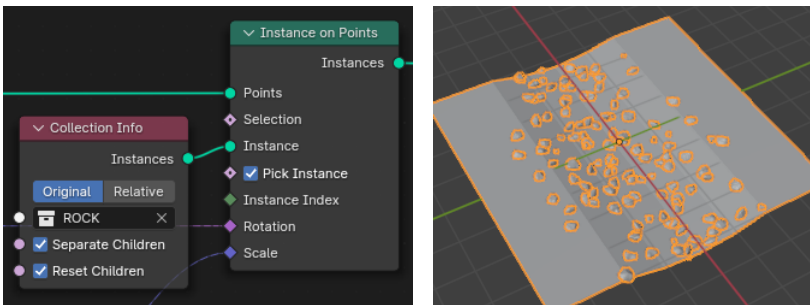 Instance on Points
Instances
Points
Selection
Instance
Pick Instance
Instance Index
Rotation
Scale
Collection Info
Instances
Original Relative
ROCK
Separate Children
Reset Children